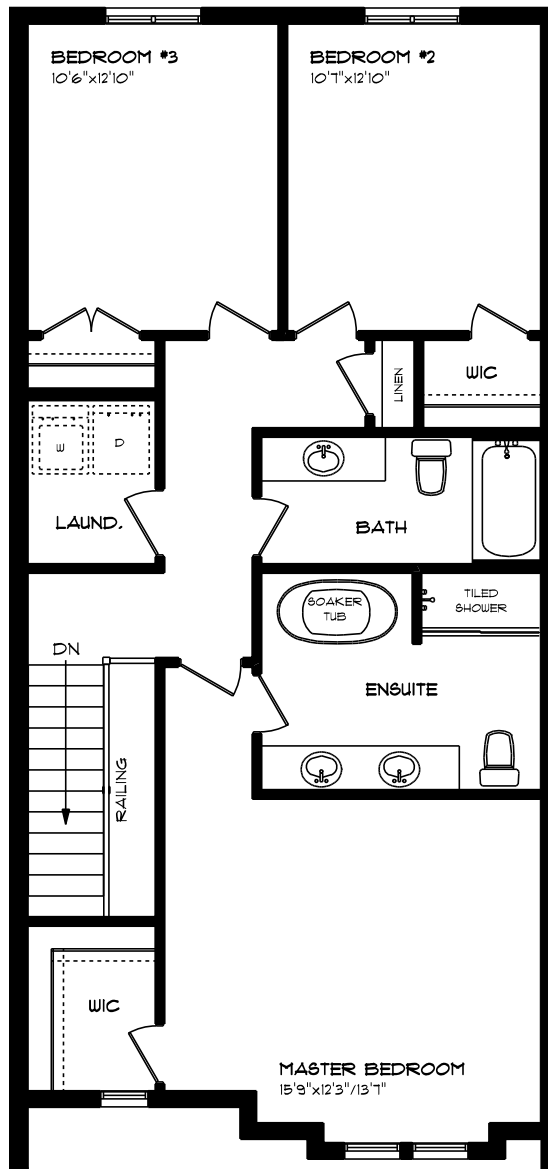 BEDROOM #3
10'6"x12'10"
BEDROOM #2
10'7"x12'10"
LINEN
WIC
W
D
LAUND.
BATH
SOAKER
TUB
TILED
SHOWER
DN
ENSUITE
RAILING
WIC
MASTER BEDROOM
15'9"x12'3"/13'7"